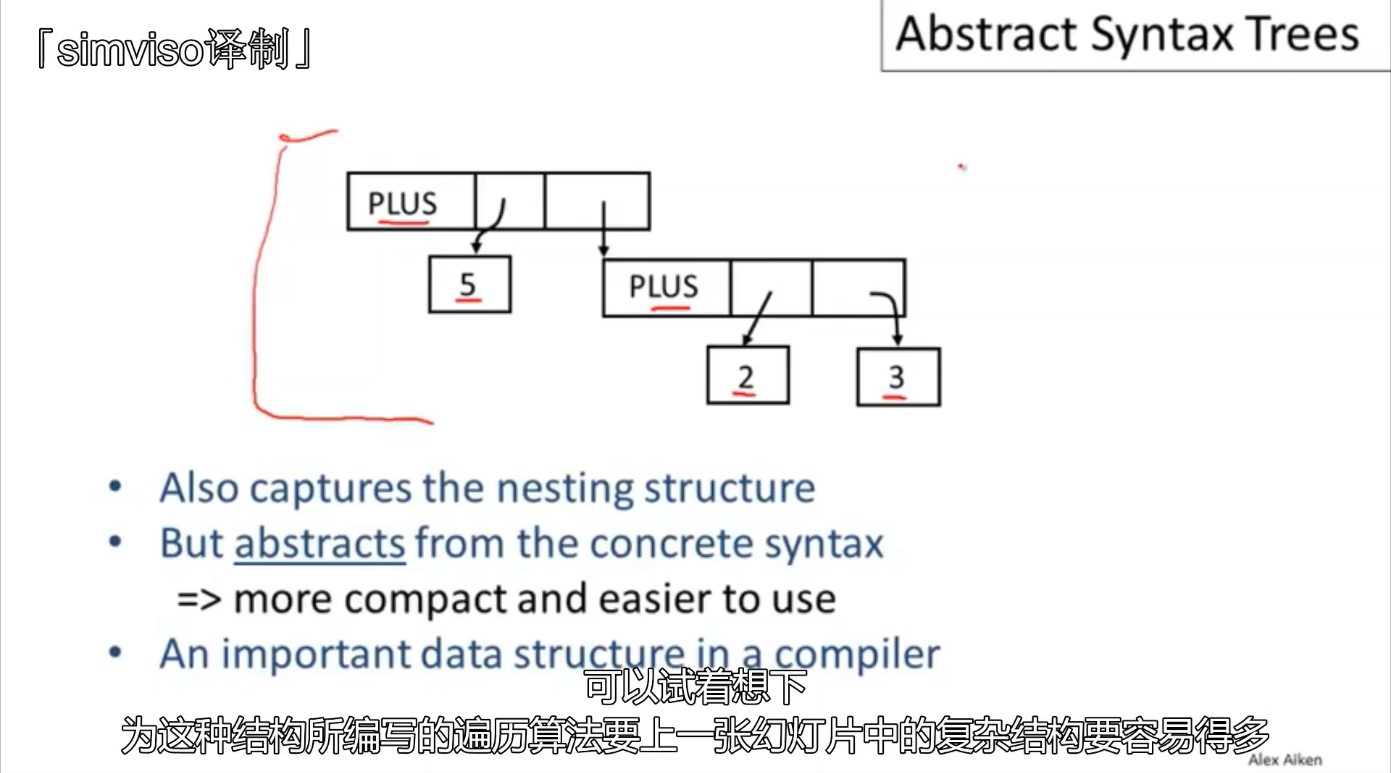 「simviso译制」
Abstract Syntax Trees
PLUS
5
PLUS
2
3
• Also captures the nesting structure
• But abstracts from the concrete syntax
=> more compact and easier to use
• An important data structure in a compiler
可以试着想下
为这种结构所编写的遍历算法要上一张幻灯片中的复杂结构要容易得多
Alex Aiken